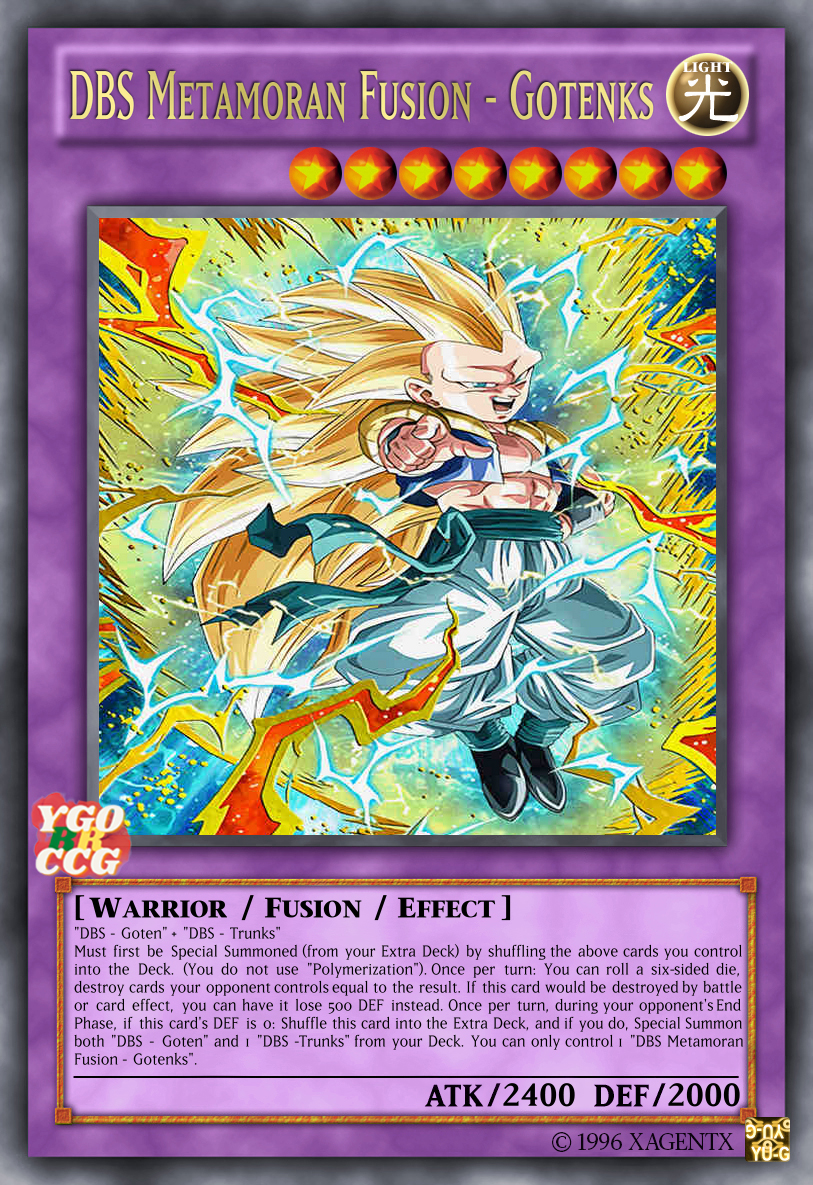 DBS Metamoran Fusion - Gotenks
LIGHT
光
YGO
RR
CCG
[ Warrior / Fusion / Effect ]
"DBS - Goten" + "DBS - Trunks"
Must first be Special Summoned (from your Extra Deck) by shuffling the above cards you control
into the Deck. (You do not use "Polymerization"). Once per turn: You can roll a six-sided die,
destroy cards your opponent controls equal to the result. If this card would be destroyed by battle
or card effect, you can have it lose 500 DEF instead. Once per turn, during your opponent's End
Phase, if this card's DEF is 0: Shuffle this card into the Extra Deck, and if you do, Special Summon
both "DBS - Goten" and 1 "DBS -Trunks" from your Deck. You can only control 1 "DBS Metamoran
Fusion - Gotenks".
ATK/2400 DEF/2000
© 1996 XAGENTX
YU-G